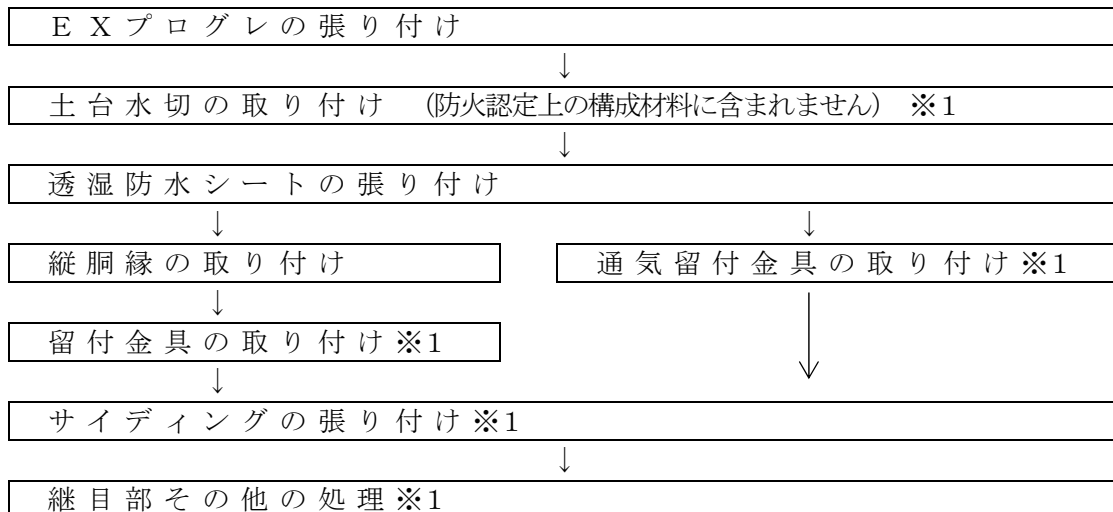 ＥＸプログレの張り付け
↓
土台水切の取り付け （防火認定上の構成材料に含まれません） ※1
↓
透湿防水シートの張り付け
↓ ↓
縦胴縁の取り付け 通気留付金具の取り付け※1
↓
留付金具の取り付け※1
↓
サイディングの張り付け※1
↓
継目部その他の処理※1